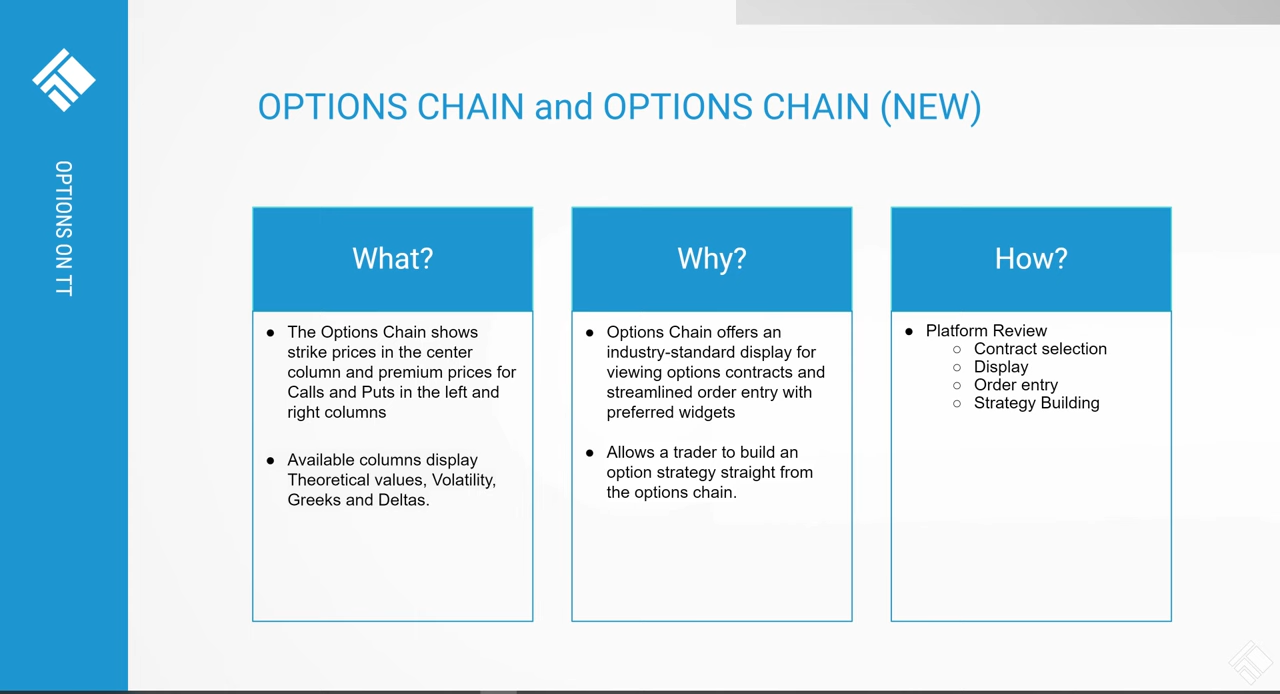 OPTIONS ON TT
OPTIONS CHAIN and OPTIONS CHAIN (NEW)
What?
● The Options Chain shows
strike prices in the center
column and premium prices for
Calls and Puts in the left and
right columns
● Available columns display
Theoretical values, Volatility,
Greeks and Deltas.
Why?
● Options Chain offers an
industry-standard display for
viewing options contracts and
streamlined order entry with
preferred widgets
● Allows a trader to build an
option strategy straight from
the options chain.
How?
● Platform Review
○ Contract selection
○ Display
○ Order entry
○ Strategy Building